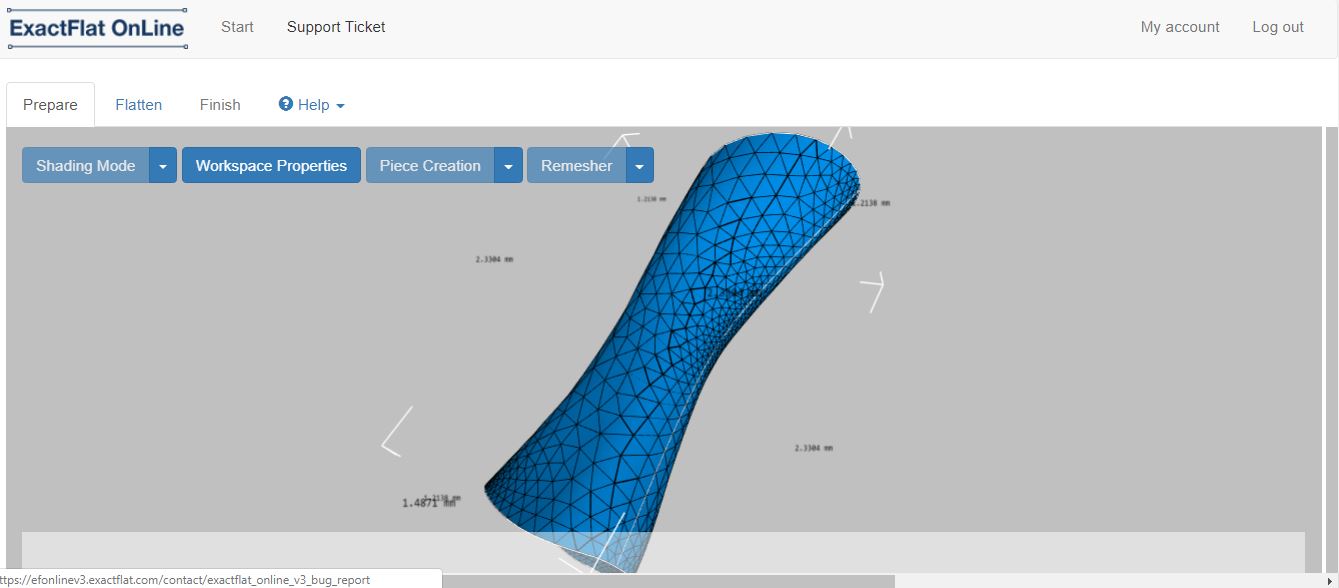 ExactFlat OnLine Start Support Ticket My account Log out
Prepare Flatten Finish Help
Shading Mode Workspace Properties Piece Creation Remesher
1.2138 mm
1.2138 mm
2.3304 mm
2.3304 mm
1.2138 mm
1.4871 mm
ttps://efonlinev3.exactflat.com/contact/exactflat_online_v3_bug_report